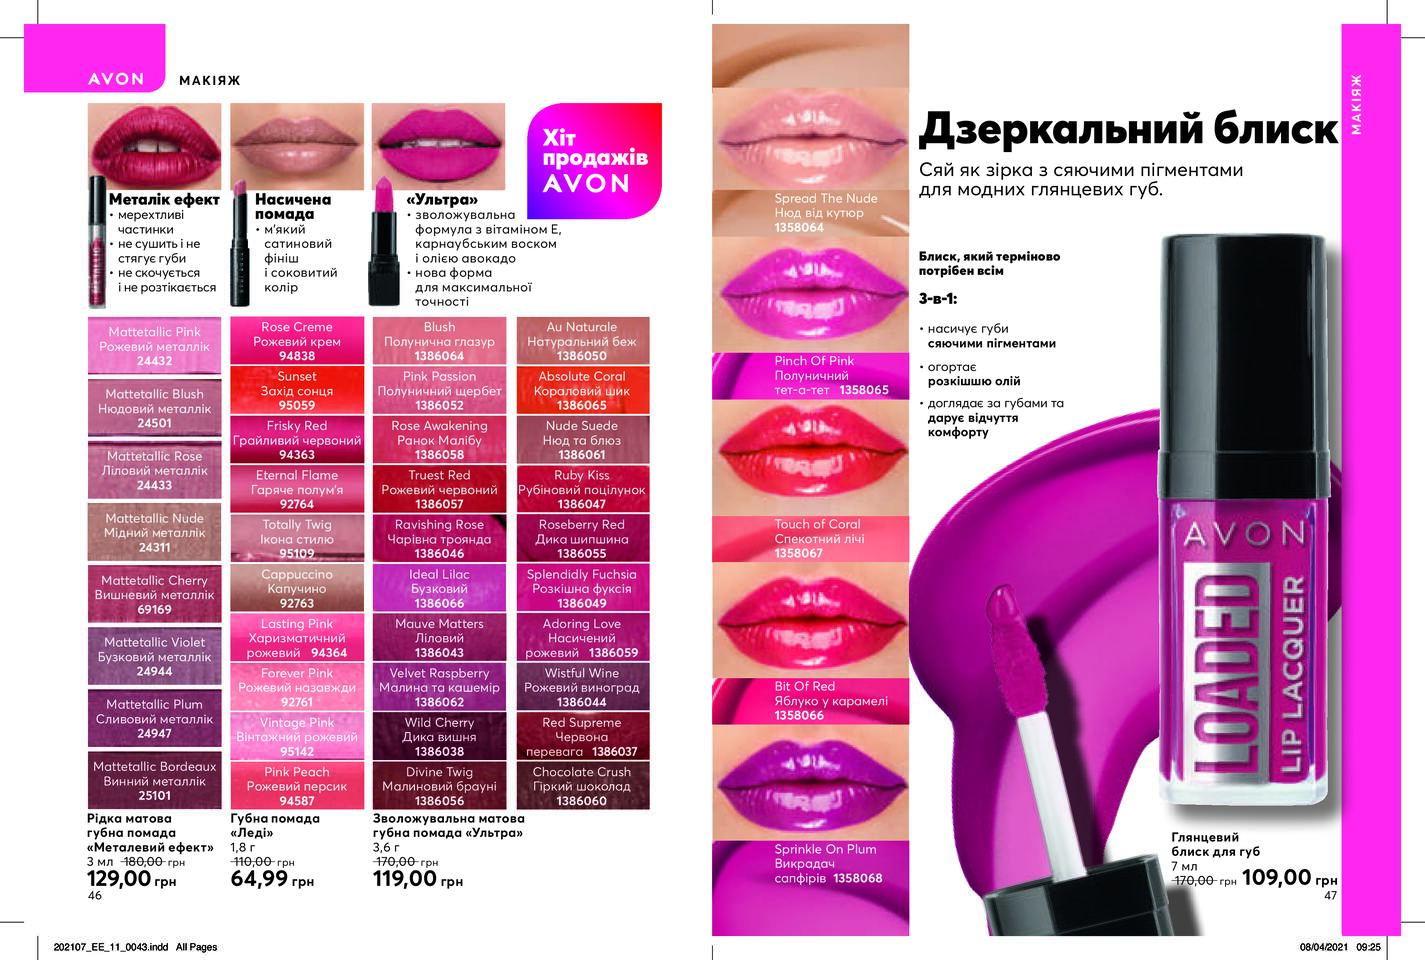 AVON
МАКІЯЖ
Хіт
продажів
AVON
Металік ефект
• мерехтливі
частинки
• не сушить і не
стягує губи
• не скочується
і не розтікається
Насичена
помада
• м'який
сатиновий
фініш
і соковитий
колір
«Ультра»
• зволожувальна
формула з вітаміном Е,
карнаубським воском
і олією авокадо
• нова форма
для максимальної
точності
Mattetallic Pink
Рожевий металлік
24432
Mattetallic Blush
Нюдовий металлік
24501
Mattetallic Rose
Ліловий металлік
24433
Mattetallic Nude
Мідний металлік
24311
Mattetallic Cherry
Вишневий металлік
69169
Mattetallic Violet
Бузковий металлік
24944
Mattetallic Plum
Сливовий металлік
24947
Mattetallic Bordeaux
Винний металлік
25101
Рідка матова
губна помада
«Металевий ефект»
3 мл 180,00 грн
129,00 грн
46
Rose Creme
Рожевий крем
94838
Sunset
Захід сонця
95059
Frisky Red
Грайливий червоний
94363
Eternal Flame
Гаряче полум'я
92764
Totally Twig
Ікона стилю
95109
Cappuccino
Капучино
92763
Lasting Pink
Харизматичний
рожевий 94364
Forever Pink
Рожевий назавжди
92761
Vintage Pink
Вінтажний рожевий
95142
Pink Peach
Рожевий персик
94587
Губна помада
«Леді»
1,8 г
110,00 грн
64,99 грн
Blush
Полунична глазур
1386064
Pink Passion
Полуничний щербет
1386052
Rose Awakening
Ранок Малібу
1386058
Truest Red
Рожевий червоний
1386057
Ravishing Rose
Чарівна троянда
1386046
Ideal Lilac
Бузковий
1386066
Mauve Matters
Ліловий
1386043
Velvet Raspberry
Малина та кашемір
1386062
Wild Cherry
Дика вишня
1386038
Divine Twig
Малиновий брауні
1386056
Au Naturale
Натуральний беж
1386050
Absolute Coral
Кораловий шик
1386065
Nude Suede
Нюд та блюз
1386061
Ruby Kiss
Рубіновий поцілунок
1386047
Roseberry Red
Дика шипшина
1386055
Splendidly Fuchsia
Розкішна фуксія
1386049
Adoring Love
Насичений
рожевий 1386059
Wistful Wine
Рожевий виноград
1386044
Red Supreme
Червона
перевага 1386037
Chocolate Crush
Гіркий шоколад
1386060
Зволожувальна матова
губна помада «Ультра»
3,6 г
170,00 грн
119,00 грн
202107_EE_11_0043.indd All Pages
Spread The Nude
Нюд від кутюр
1358064
Pinch Of Pink
Полуничний
тет-а-тет 1358065
Touch of Coral
Спекотний лічі
1358067
Bit Of Red
Яблуко у карамелі
1358066
Sprinkle On Plum
Викрадач
сапфірів 1358068
Дзеркальний блиск
Сяй як зірка з сяючими пігментами
для модних глянцевих губ.
Блиск, який терміново
потрібен всім
3-в-1:
• насичує губи
сяючими пігментами
• огортає
розкішшю олій
• доглядає за губами та
дарує відчуття
комфорту
AVON
LOADED
LIP LACQUER
Глянцевий
блиск для губ
7 мл
170,00 грн 109,00 грн
47
МАКІЯЖ
08/04/2021 09:25